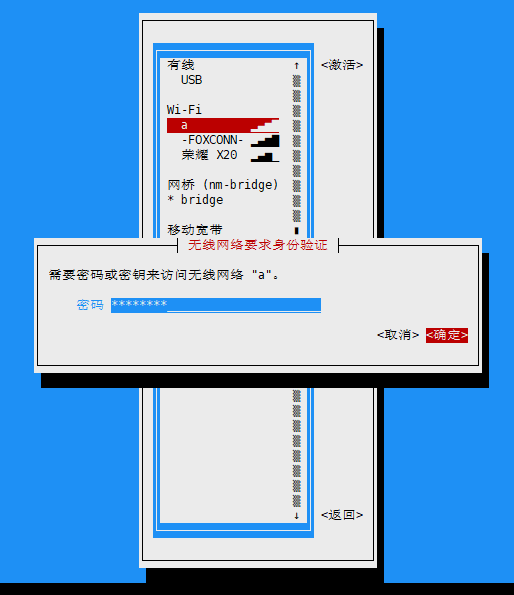 有线
<激活>
USB
Wi-Fi
a
-FOXCONN-
荣耀 X20
网桥 (nm-bridge)
* bridge
移动宽带
无线网络要求身份验证
需要密码或密钥来访问无线网络 "a"。
密码 ********
<取消> <确定>
<返回>